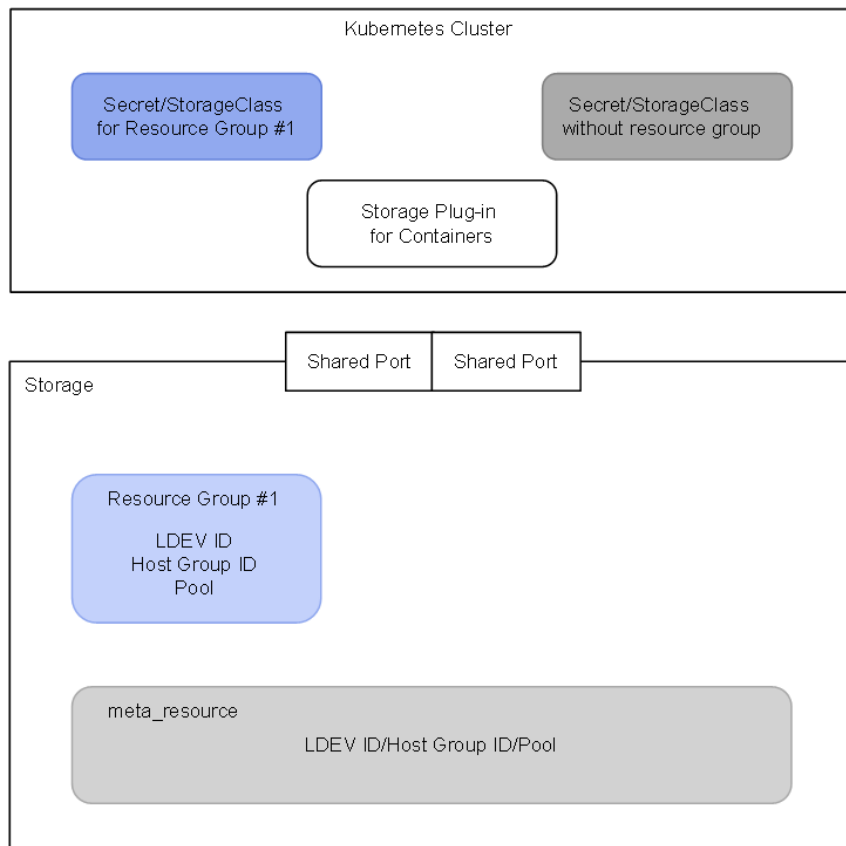 Kubernetes Cluster
Secret/StorageClass
for Resource Group #1
Secret/StorageClass
without resource group
Storage Plug-in
for Containers
Shared Port
Shared Port
Storage
Resource Group #1
LDEV ID
Host Group ID
Pool
meta_resource
LDEV ID/Host Group ID/Pool